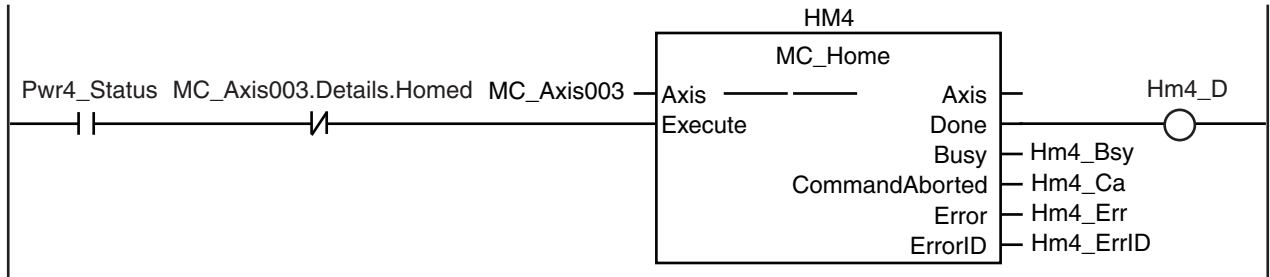 HM4
MC_Home
Pwr4_Status MC_Axis003.Details.Homed MC_Axis003 Axis Axis Hm4_D
Execute Done
Busy Hm4_Bsy
CommandAborted Hm4_Ca
Error Hm4_Err
ErrorID Hm4_ErrID